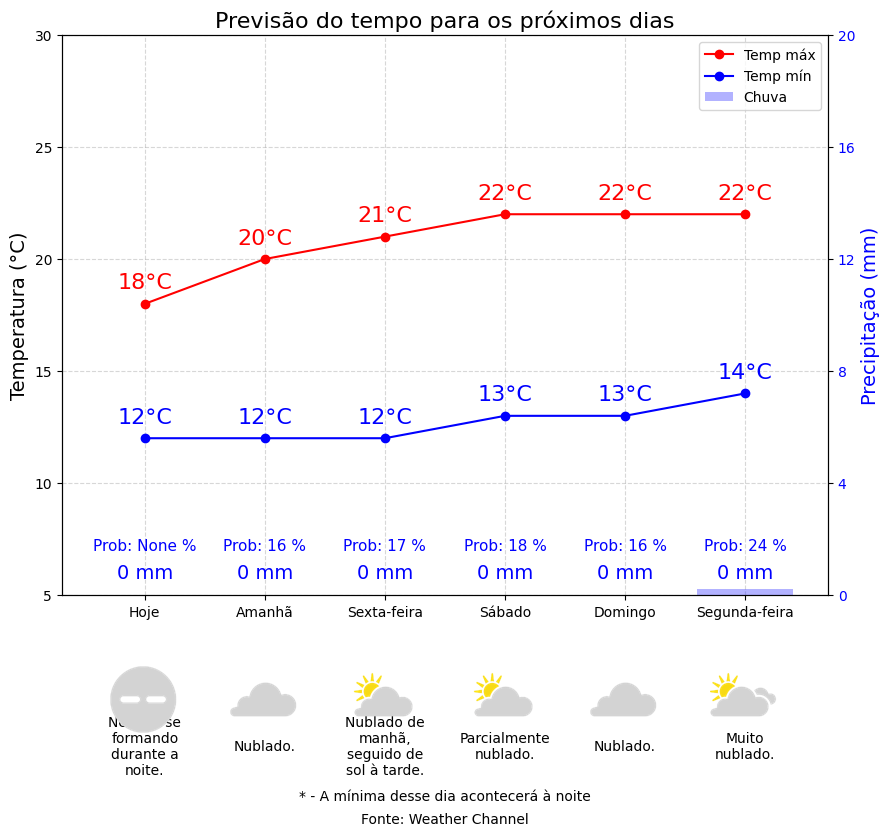 Previsão do tempo para os próximos dias
Temp máx
Temp mín
Chuva
Temperatura (°C)
Precipitação (mm)
30
25
20
15
10
5
20
16
12
8
4
0
18°C 20°C 21°C 22°C 22°C 22°C
12°C 12°C 12°C 13°C 13°C 14°C
Prob: None % Prob: 16 % Prob: 17 % Prob: 18 % Prob: 16 % Prob: 24 %
0 mm 0 mm 0 mm 0 mm 0 mm 0 mm
Hoje Amanhã Sexta-feira Sábado Domingo Segunda-feira
formando
durante a
noite.
Nublado.
Nublado de
manhã,
seguido de
sol à tarde.
Parcialmente
nublado.
Nublado.
Muito
nublado.
* - A mínima desse dia acontecerá à noite
Fonte: Weather Channel